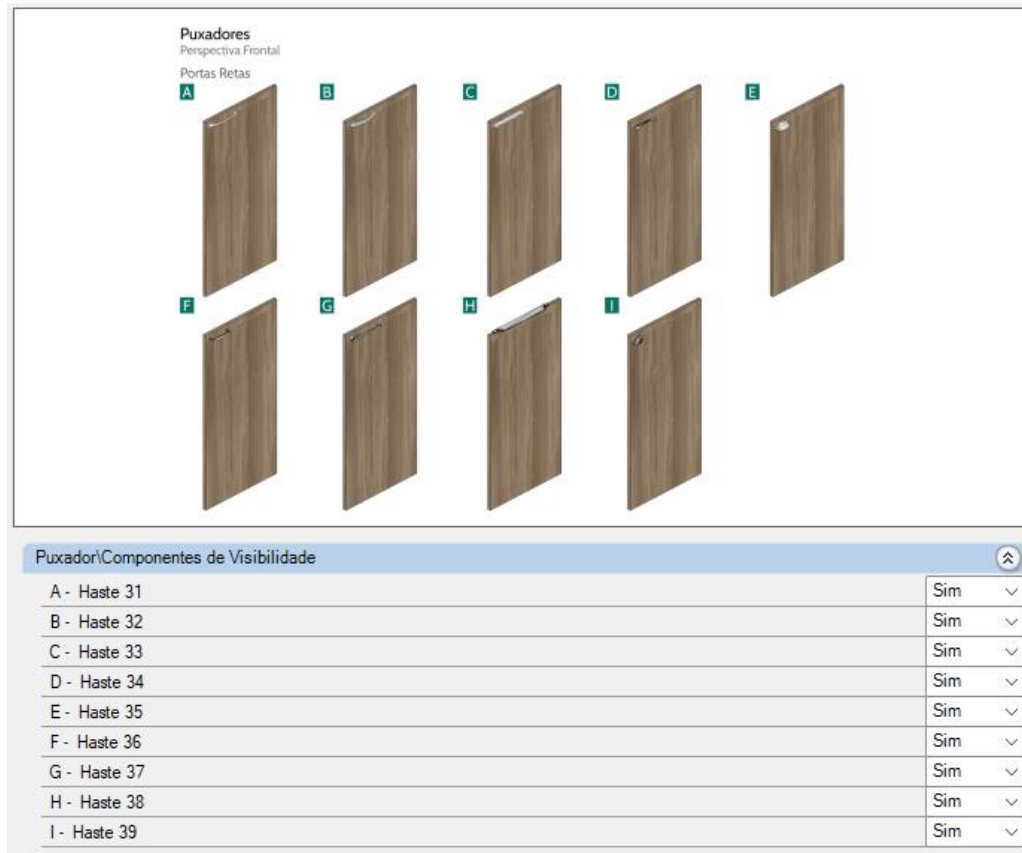 Puxadores
Perspectiva Frontal
Portas Retas
A B C D E
F G H I
Puxador\Componentes de Visibilidade
A - Haste 31 Sim
B - Haste 32 Sim
C - Haste 33 Sim
D - Haste 34 Sim
E - Haste 35 Sim
F - Haste 36 Sim
G - Haste 37 Sim
H - Haste 38 Sim
I - Haste 39 Sim